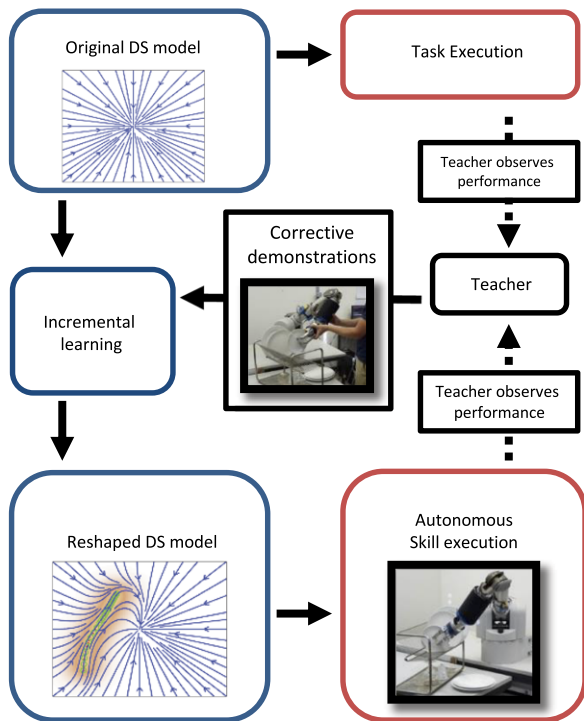 Original DS model
Task Execution
Teacher observes
performance
Corrective
demonstrations
Teacher
Incremental
learning
Teacher observes
performance
Reshaped DS model
Autonomous
Skill execution